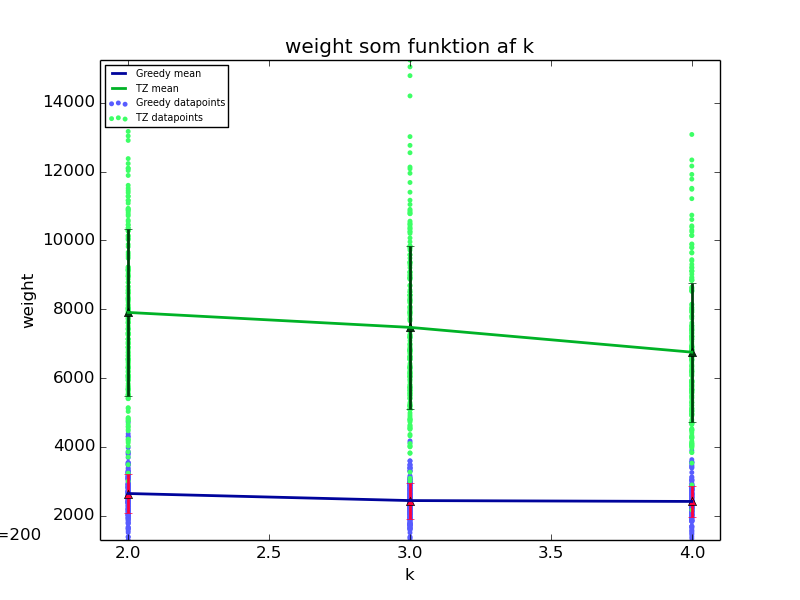 weight som funktion af k
Greedy mean
TZ mean
Greedy datapoints
TZ datapoints
14000
12000
10000
8000
6000
4000
2000
weight
=200
2.0 2.5 3.0 3.5 4.0
k